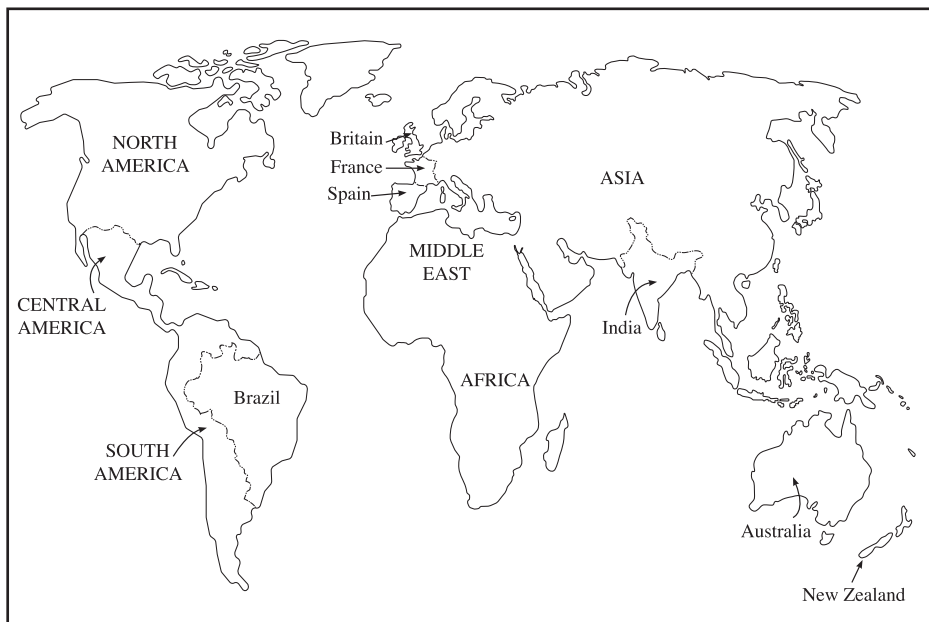 NORTH
AMERICA
Britain
France
Spain
ASIA
MIDDLE
EAST
CENTRAL
AMERICA
India
AFRICA
Brazil
SOUTH
AMERICA
Australia
New Zealand